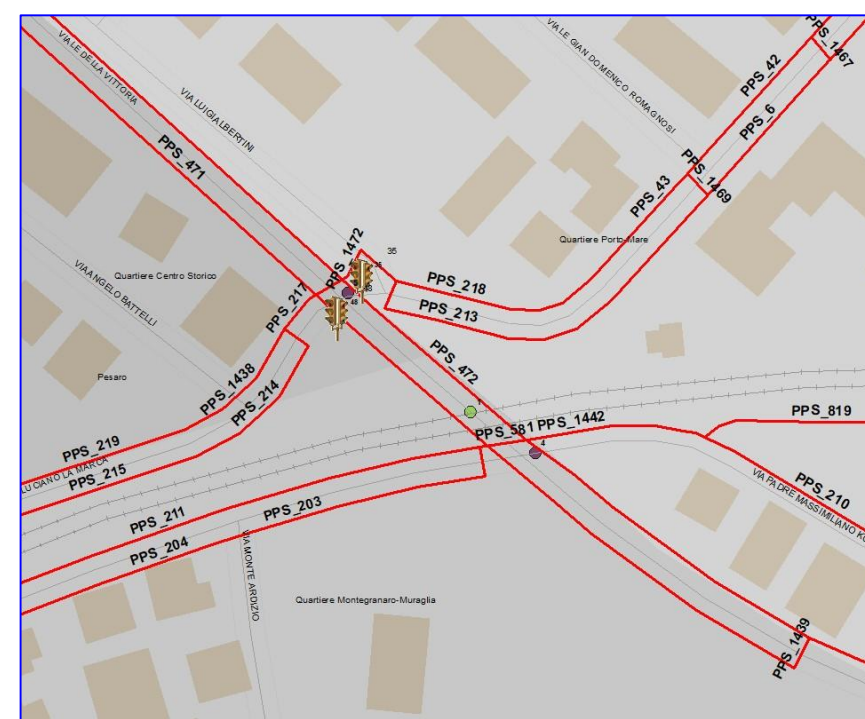 PPS_1467
VIALE GIAN DOMENICO ROMAGNOSI
PPS_42
VIALE DELLA VITTORIA
VIA LUIGI ALBERTINI
PPS_6
PPS_471
PPS_1469
PPS_43
Quartiere Porto-Mare
35
PPS_1472
Quartiere Centro Storico
VIA ANGELO BATTELLI
PPS_218
PPS_217
48
PPS_213
PPS_472
Pesaro
PPS_1438
PPS_214
1
PPS_819
PPS_581
PPS_1442
4
PPS_219
LUCIANO LA MARCA
PPS_215
PPS_210
VIA PADRE MASSIMILIANO
PPS_211
PPS_203
PPS_204
VIA MONTE ARDIZIO
Quartiere Montegranaro-Muraglia
PPS_1439